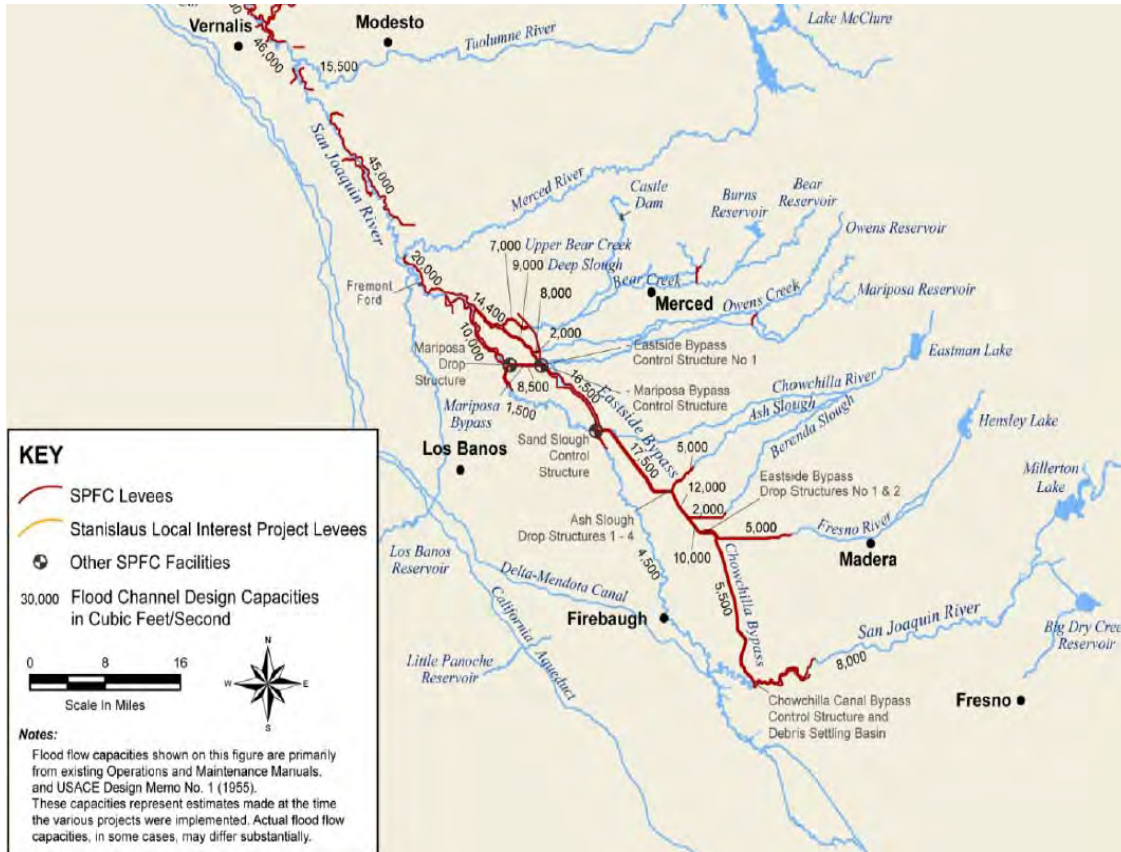 Vernalis
Modesto
Lake McClure
Tuolumne River
46,000
15,500
San Joaquin River
45,000
Merced River
Castle
Dam
Burns
Reservoir
Bear
Reservoir
Owens Reservoir
7,000
Upper Bear Creek
9,000
Deep Slough
Bear Creek
8,000
Merced
Owens Creek
Mariposa Reservoir
20,000
Fremont
Ford
14,400
2,000
10,000
Mariposa
Drop
Structure
Eastside Bypass
Control Structure No 1
Eastman Lake
8,500
16,500
- Mariposa Bypass
Control Structure
Chowchilla River
Mariposa
Bypass
1,500
Eastside Bypass
Ash Slough
Berenda Slough
Hensley Lake
Los Banos
Sand Slough
Control
Structure
17,500
5,000
Eastside Bypass
Drop Structures No 1 & 2
Millerton
Lake
12,000
2,000
Ash Slough
Drop Structures 1 - 4
5,000
Fresno River
Madera
10,000
Los Banos
Reservoir
Delta-Mendota Canal
4,500
Chowchilla Bypass
5,500
Firebaugh
San Joaquin River
Big Dry Cree
Reservoir
California Aqueduct
Little Panoche
Reservoir
8,000
Chowchilla Canal Bypass
Control Structure and
Debris Settling Basin
Fresno
KEY
SPFC Levees
Stanislaus Local Interest Project Levees
Other SPFC Facilities
30,000 Flood Channel Design Capacities
in Cubic Feet/Second
0 8 16
Scale in Miles
N
W E
S
Notes:
Flood flow capacities shown on this figure are primarily
from existing Operations and Maintenance Manuals.
and USACE Design Memo No. 1 (1955).
These capacities represent estimates made at the time
the various projects were implemented. Actual flood flow
capacities, in some cases, may differ substantially.